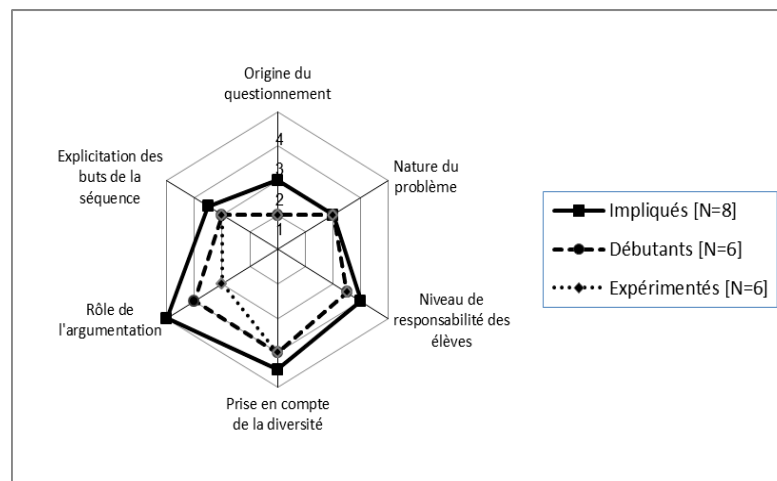 Origine du
questionnement
Explicitation des
buts de la
séquence
Nature du
problème
4
3
2
1
Impliqués [N=8]
Débutants [N=6]
Expérimentés [N=6]
Rôle de
l'argumentation
Niveau de
responsabilité des
élèves
Prise en compte
de la diversité